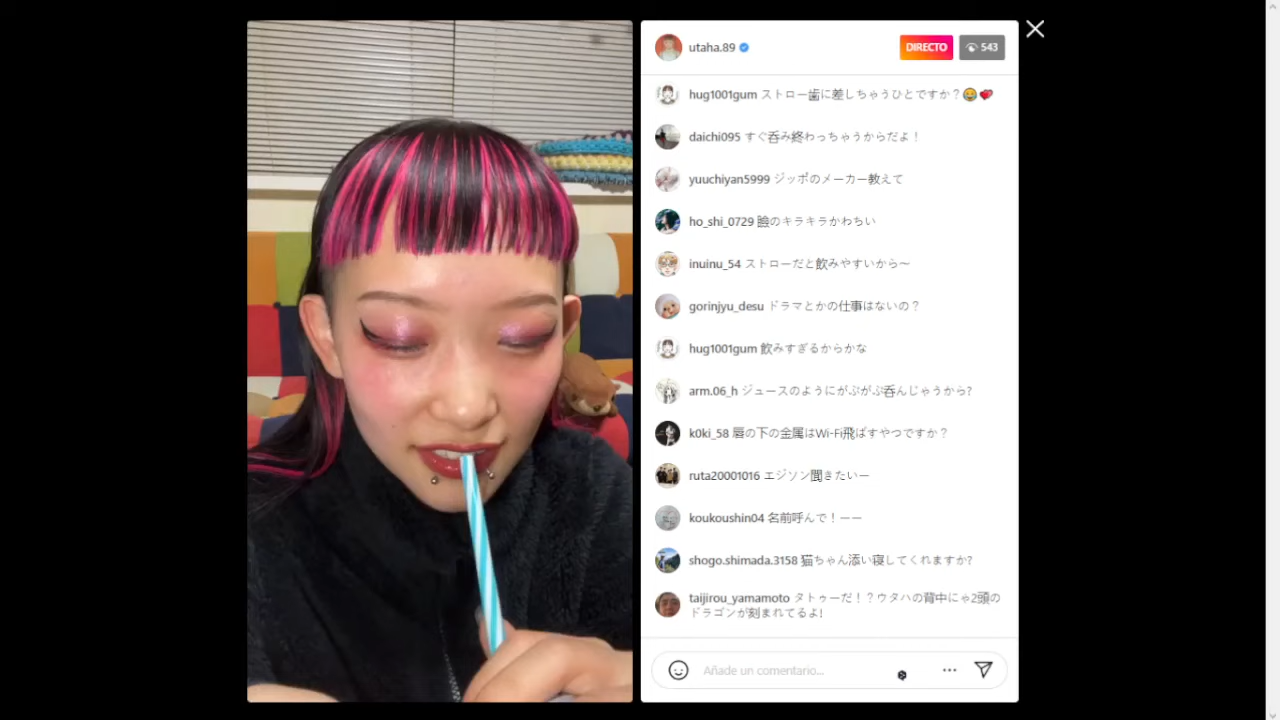 utaha.89
DIRECTO
543
hug1001gum ストロー歯に差しちゃうひとですか？😂💕
daichi095 すぐ呑み終わっちゃうからだよ！
yuuchiyan5999 ジッポのメーカー教えて
ho_shi_0729 瞼のキラキラかわちい
inuinu_54 ストローだと飲みやすいから〜
gorinjyu_desu ドラマとかの仕事はないの？
hug1001gum 飲みすぎるからかな
arm.06_h ジュースのようにがぶがぶ呑んじゃうから?
k0ki_58 唇の下の金属はWi-Fi飛ばすやつですか？
ruta20001016 エジソン聞きたいー
koukoushin04 名前呼んで！ーー
shogo.shimada.3158 猫ちゃん添い寝してくれますか?
taijirou_yamamoto タトゥーだ！？ウタハの背中にゃ2頭の
ドラゴンが刻まれてるよ!
Añade un comentario...